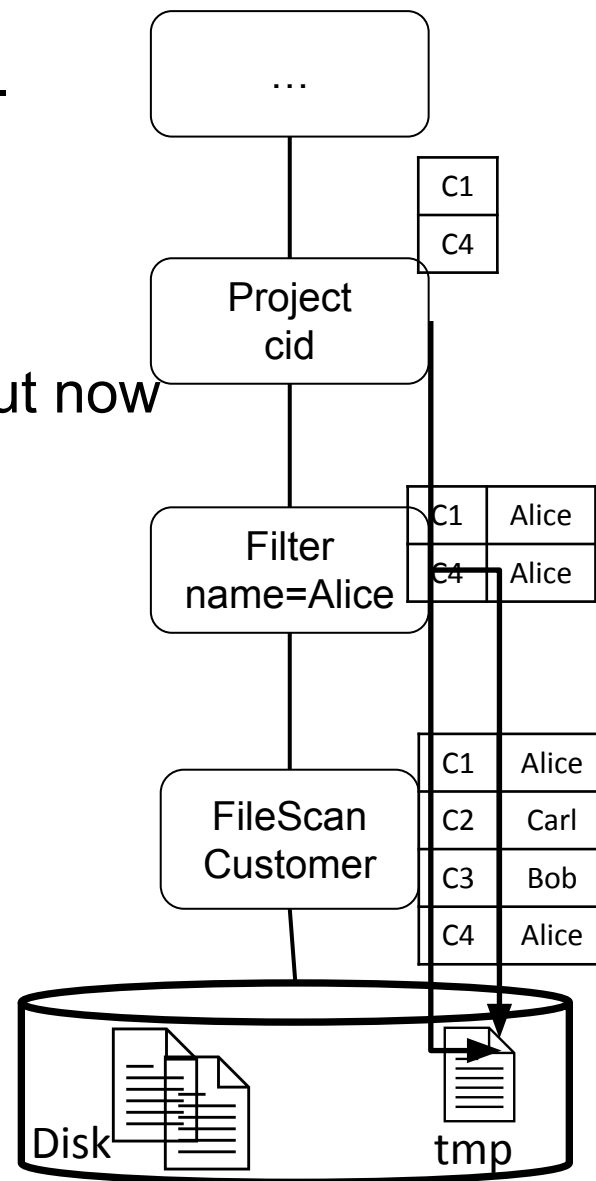 …
C1
C4
Project
cid
ut now
C1 Alice
C4 Alice
Filter
name=Alice
C1 Alice
C2 Carl
C3 Bob
C4 Alice
FileScan
Customer
Disk
tmp